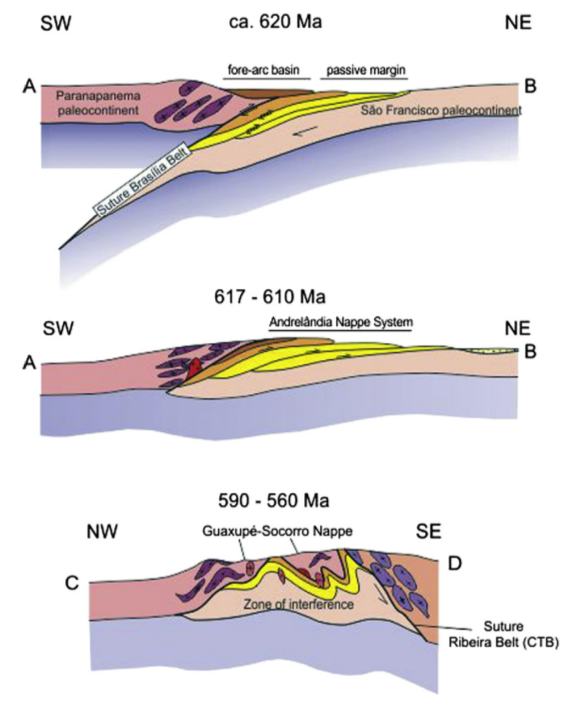 SW
ca. 620 Ma
NE
fore-arc basin
passive margin
A
B
Paranapanema
paleocontinent
São Francisco paleocontinent
Suture Brasília Belt
617 - 610 Ma
SW
NE
Andrelândia Nappe System
A
B
590 - 560 Ma
NW
SE
Guaxupé-Socorro Nappe
C
D
Zone of interference
Suture
Ribeira Belt (CTB)